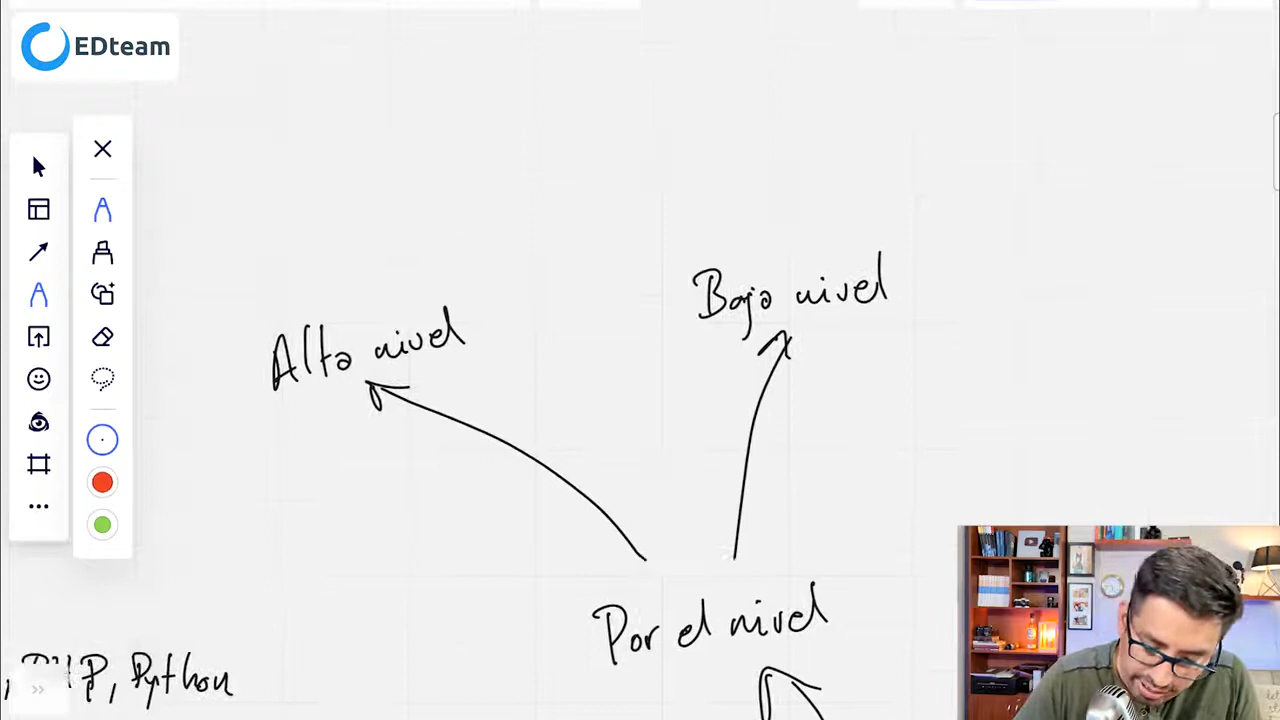 EDteam
Bajo nivel
Alto nivel
Por el nivel
PHP, Python